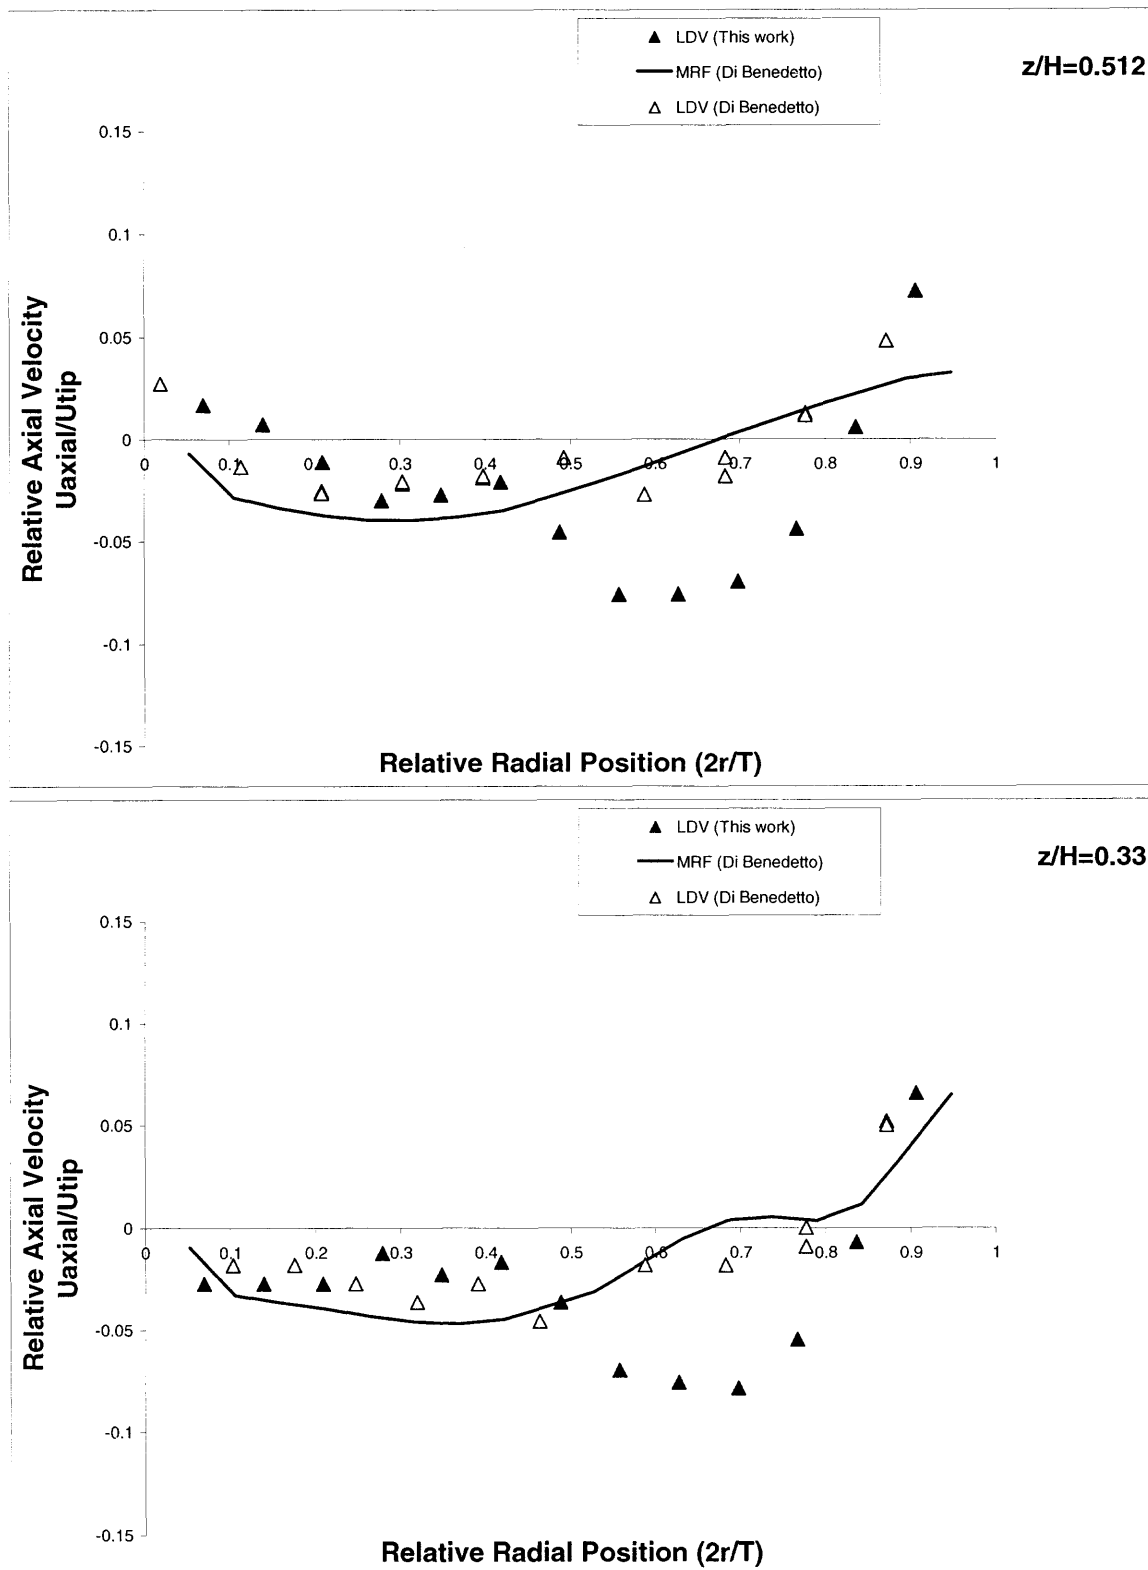 LDV (This work)
MRF (Di Benedetto)
LDV (Di Benedetto)
z/H=0.512
0.15
0.1
0.05
0
-0.05
-0.1
-0.15
0 0.1 0.2 0.3 0.4 0.5 0.6 0.7 0.8 0.9 1
Relative Axial Velocity
Uaxial/Utip
Relative Radial Position (2r/T)
LDV (This work)
MRF (Di Benedetto)
LDV (Di Benedetto)
z/H=0.33
0.15
0.1
0.05
0
-0.05
-0.1
-0.15
0 0.1 0.2 0.3 0.4 0.5 0.6 0.7 0.8 0.9 1
Relative Axial Velocity
Uaxial/Utip
Relative Radial Position (2r/T)